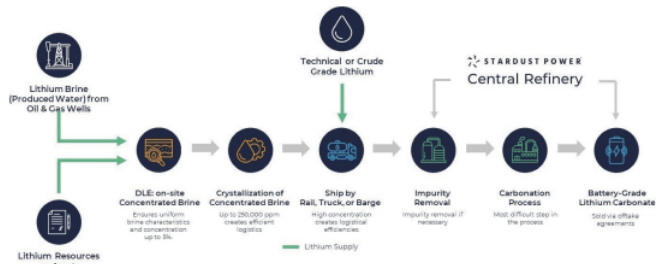 Technical or Crude
Grade Lithium
STARDUST POWER
Central Refinery
Lithium Brine
(Produced Water) from
Oil & Gas Wells
DLE: on-site
Concentrated Brine
Ensures uniform
brine characteristics
and concentration
up to 3%.
Crystallization of
Concentrated Brine
Up to 250,000 ppm
creates efficient
logistics
Ship by
Rail, Truck, or Barge
High concentration
creates logistical
efficiencies
Impurity
Removal
Impurity removal if
necessary
Carbonation
Process
Most difficult step in
the process
Battery-Grade
Lithium Carbonate
Sold via offtake
agreements
Lithium Resources
Lithium Supply